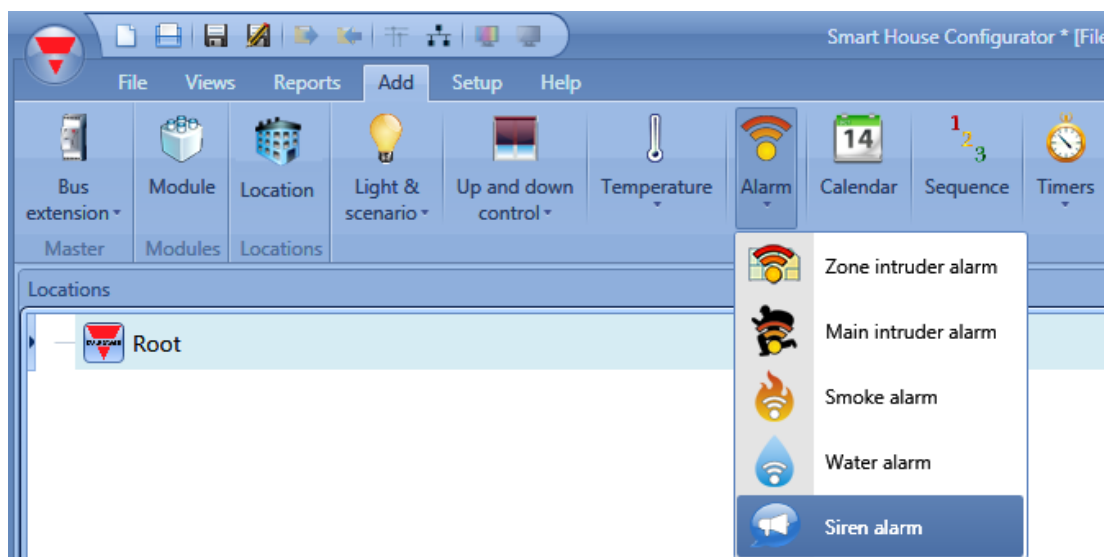 Smart House Configurator * [File
File Views Reports Add Setup Help
14
1
2
3
Bus extension
Module
Location
Light & scenario
Up and down control
Temperature
Alarm
Calendar
Sequence
Timers
Master
Modules
Locations
Locations
Root
Zone intruder alarm
Main intruder alarm
Smoke alarm
Water alarm
Siren alarm